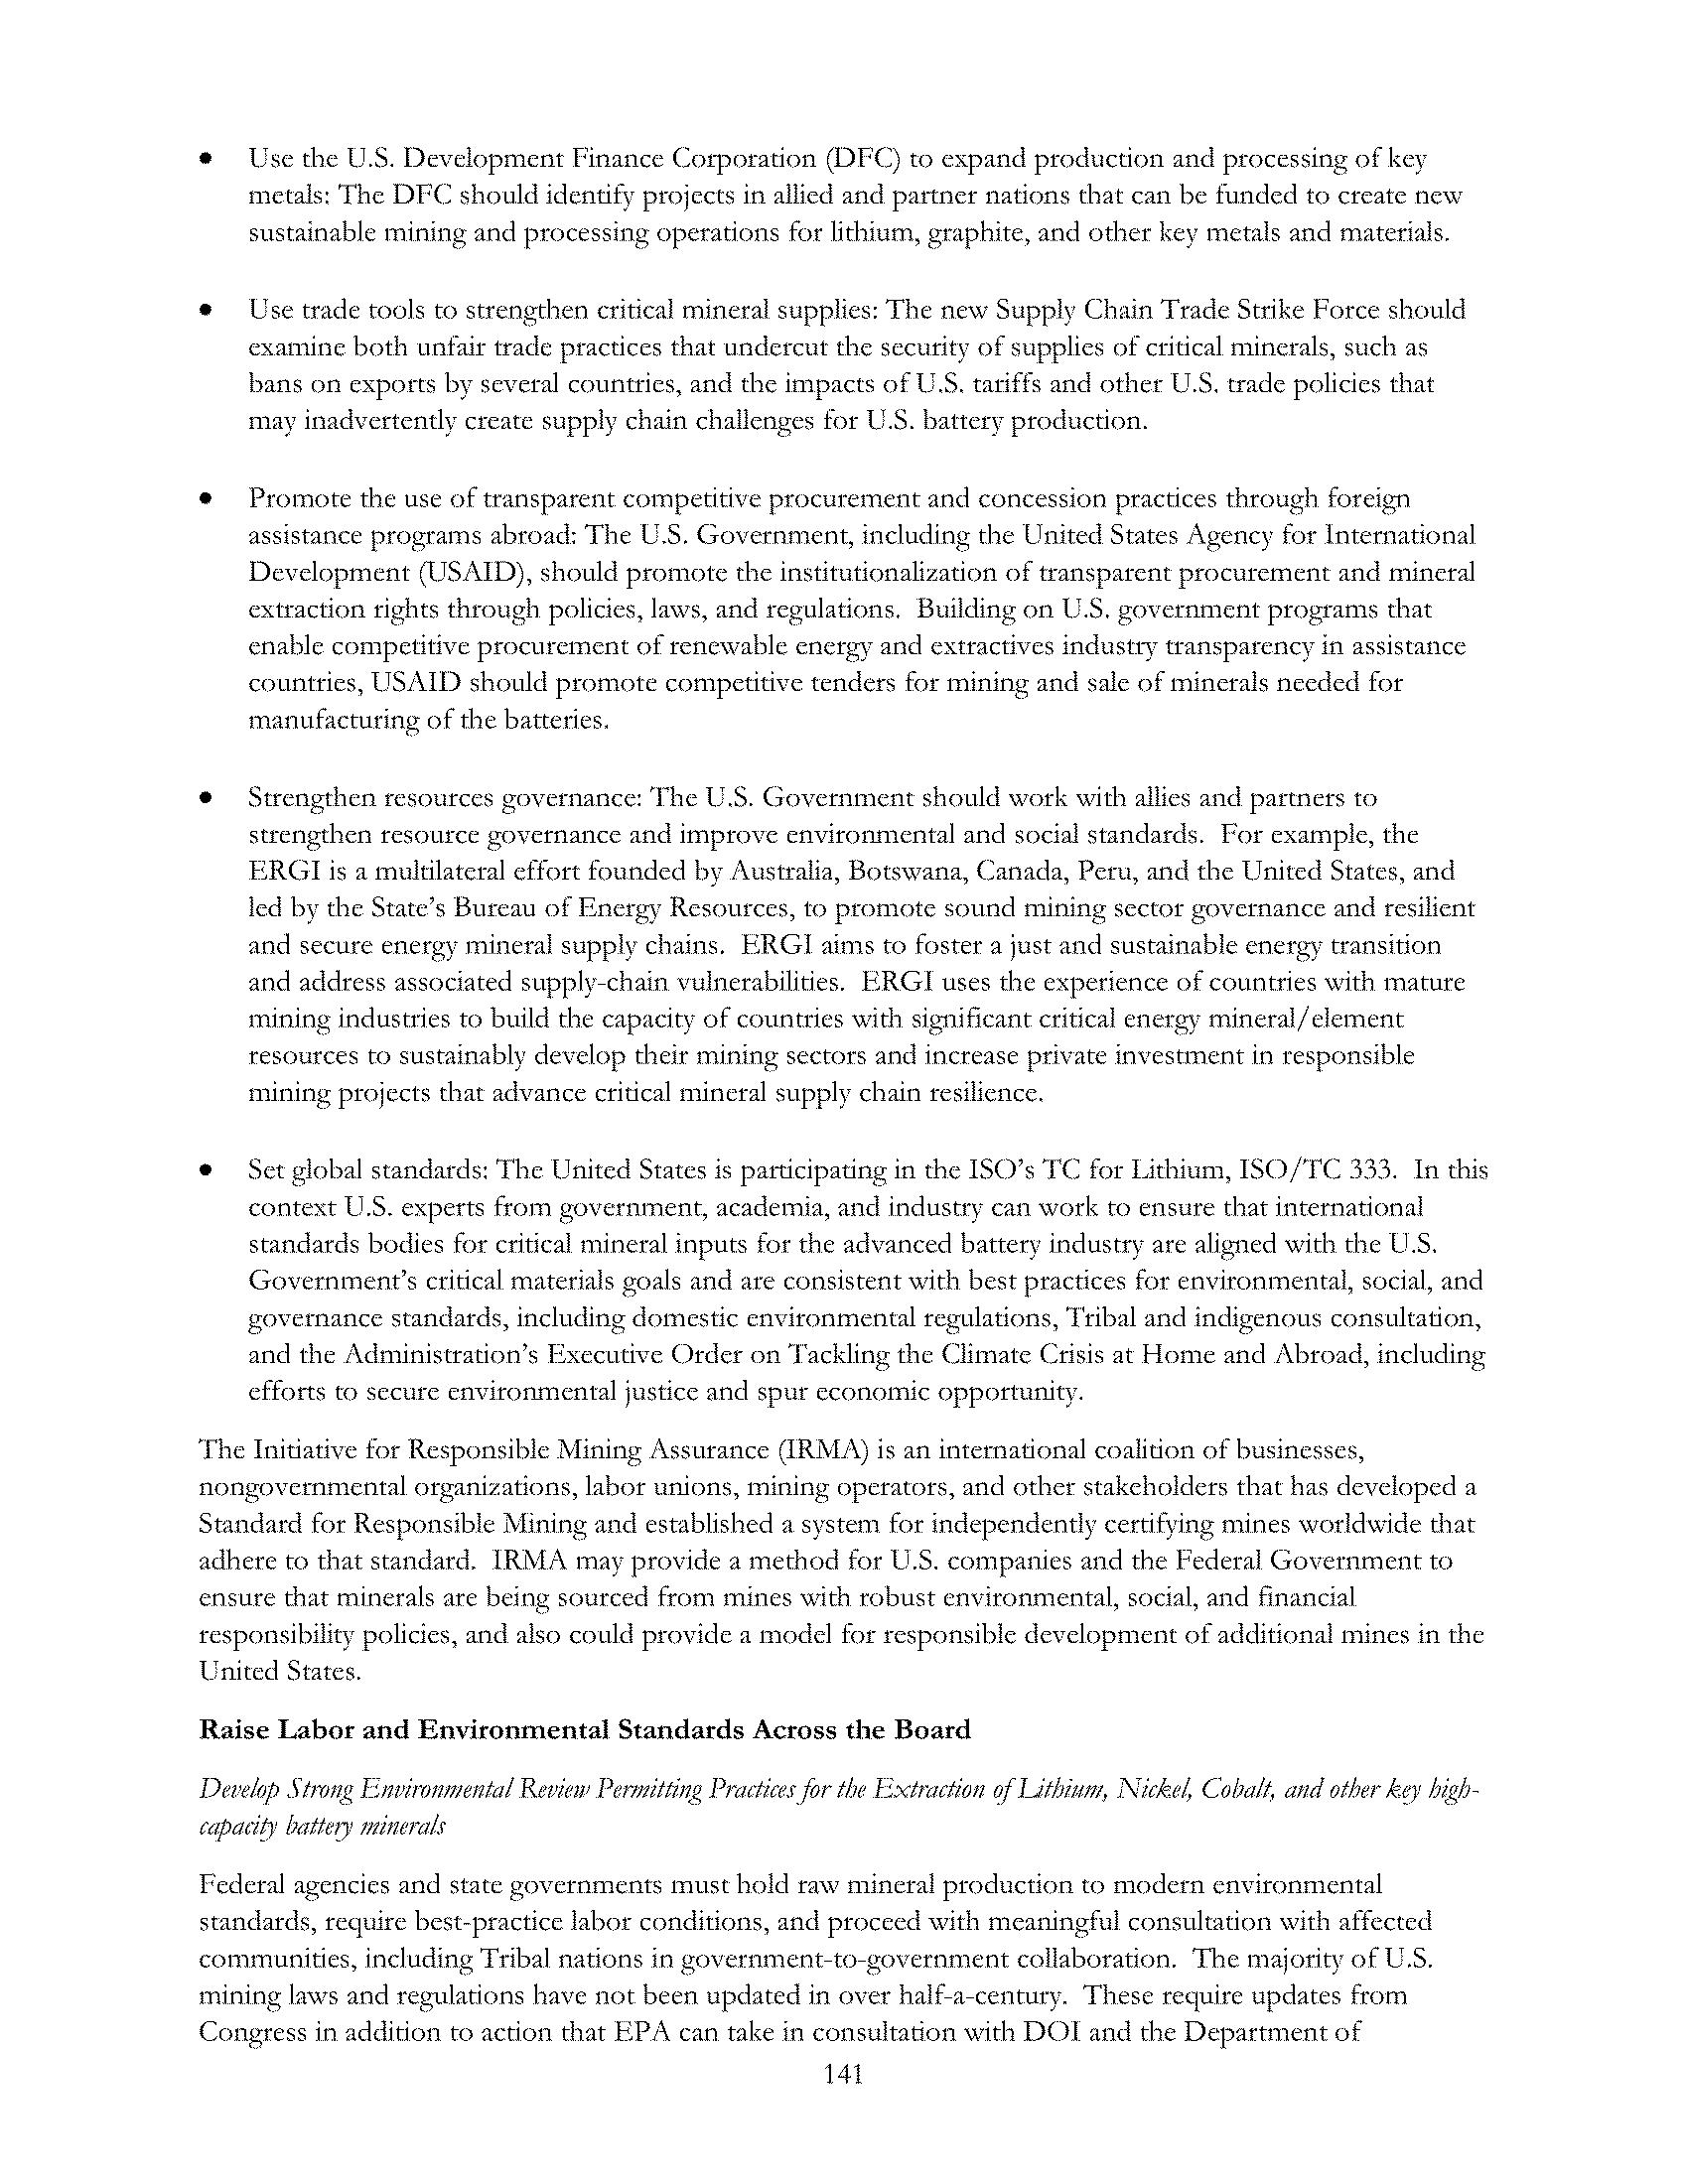 • Use the U.S. Development Finance Corporation (DFC) to expand production and processing of key
metals: The DFC should identify projects in allied and partner nations that can be funded to create new
sustainable mining and processing operations for lithium, graphite, and other key metals and materials.
• Use trade tools to strengthen critical mineral supplies: The new Supply Chain Trade Strike Force should
examine both unfair trade practices that undercut the security of supplies of critical minerals, such as
bans on exports by several countries, and the impacts of U.S. tariffs and other U.S. trade policies that
may inadvertently create supply chain challenges for U.S. battery production.
• Promote the use of transparent competitive procurement and concession practices through foreign
assistance programs abroad: The U.S. Government, including the United States Agency for International
Development (USAID), should promote the institutionalization of transparent procurement and mineral
extraction rights through policies, laws, and regulations.  Building on U.S. government programs that
enable competitive procurement of renewable energy and extractives industry transparency in assistance
countries, USAID should promote competitive tenders for mining and sale of minerals needed for
manufacturing of the batteries.
• Strengthen resources governance: The U.S. Government should work with allies and partners to
strengthen resource governance and improve environmental and social standards.  For example, the
ERGI is a multilateral effort founded by Australia, Botswana, Canada, Peru, and the United States, and
led by the State's Bureau of Energy Resources, to promote sound mining sector governance and resilient
and secure energy mineral supply chains.  ERGI aims to foster a just and sustainable energy transition
and address associated supply-chain vulnerabilities.  ERGI uses the experience of countries with mature
mining industries to build the capacity of countries with significant critical energy mineral/element
resources to sustainably develop their mining sectors and increase private investment in responsible
mining projects that advance critical mineral supply chain resilience.
• Set global standards: The United States is participating in the ISO's TC for Lithium, ISO/TC 333.  In this
context U.S. experts from government, academia, and industry can work to ensure that international
standards bodies for critical mineral inputs for the advanced battery industry are aligned with the U.S.
Government's critical materials goals and are consistent with best practices for environmental, social, and
governance standards, including domestic environmental regulations, Tribal and indigenous consultation,
and the Administration's Executive Order on Tackling the Climate Crisis at Home and Abroad, including
efforts to secure environmental justice and spur economic opportunity.
The Initiative for Responsible Mining Assurance (IRMA) is an international coalition of businesses,
nongovernmental organizations, labor unions, mining operators, and other stakeholders that has developed a
Standard for Responsible Mining and established a system for independently certifying mines worldwide that
adhere to that standard.  IRMA may provide a method for U.S. companies and the Federal Government to
ensure that minerals are being sourced from mines with robust environmental, social, and financial
responsibility policies, and also could provide a model for responsible development of additional mines in the
United States.
Raise Labor and Environmental Standards Across the Board
Develop Strong Environmental Review Permitting Practices for the Extraction of Lithium, Nickel, Cobalt, and other key high-
capacity battery minerals
Federal agencies and state governments must hold raw mineral production to modern environmental
standards, require best-practice labor conditions, and proceed with meaningful consultation with affected
communities, including Tribal nations in government-to-government collaboration.  The majority of U.S.
mining laws and regulations have not been updated in over half-a-century.  These require updates from
Congress in addition to action that EPA can take in consultation with DOI and the Department of
141